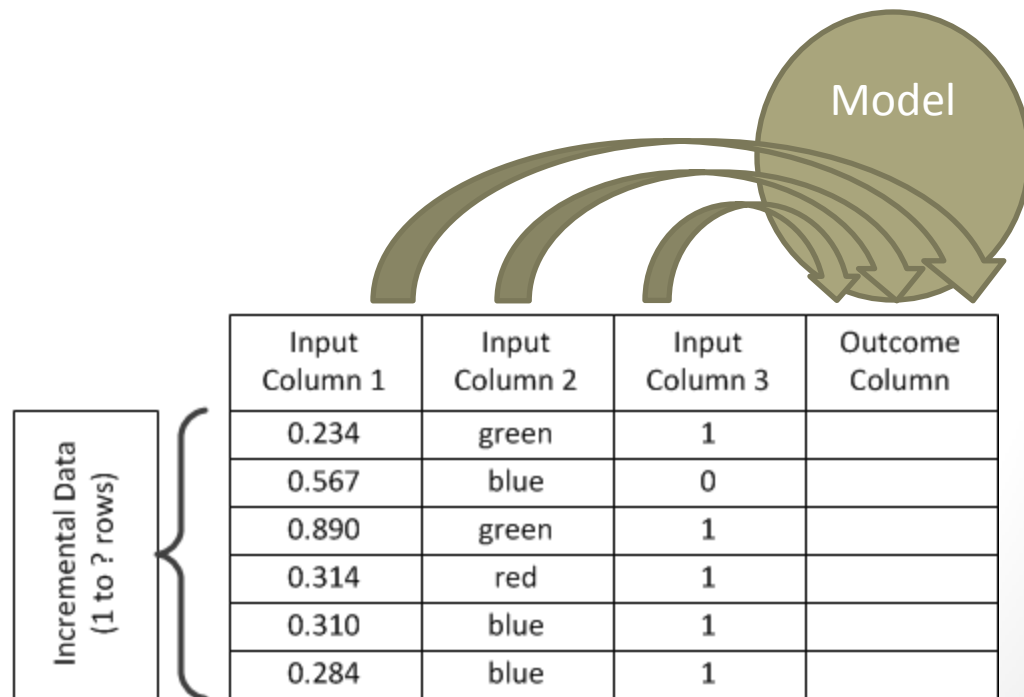 Model
Input Column 1 Input Column 2 Input Column 3 Outcome Column
Incremental Data
(1 to ? rows)
0.234 green 1
0.567 blue 0
0.890 green 1
0.314 red 1
0.310 blue 1
0.284 blue 1